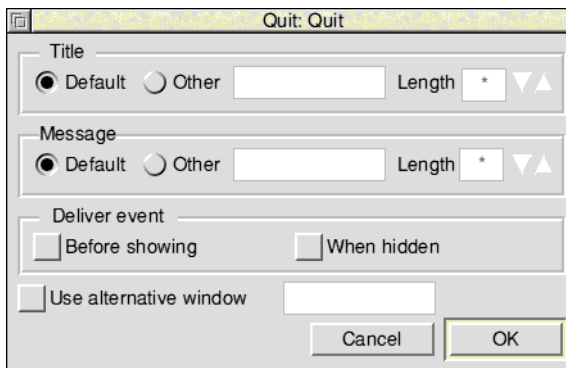 Quit: Quit
Title
Default Other Length *
Message
Default Other Length *
Deliver event
Before showing When hidden
Use alternative window
Cancel OK